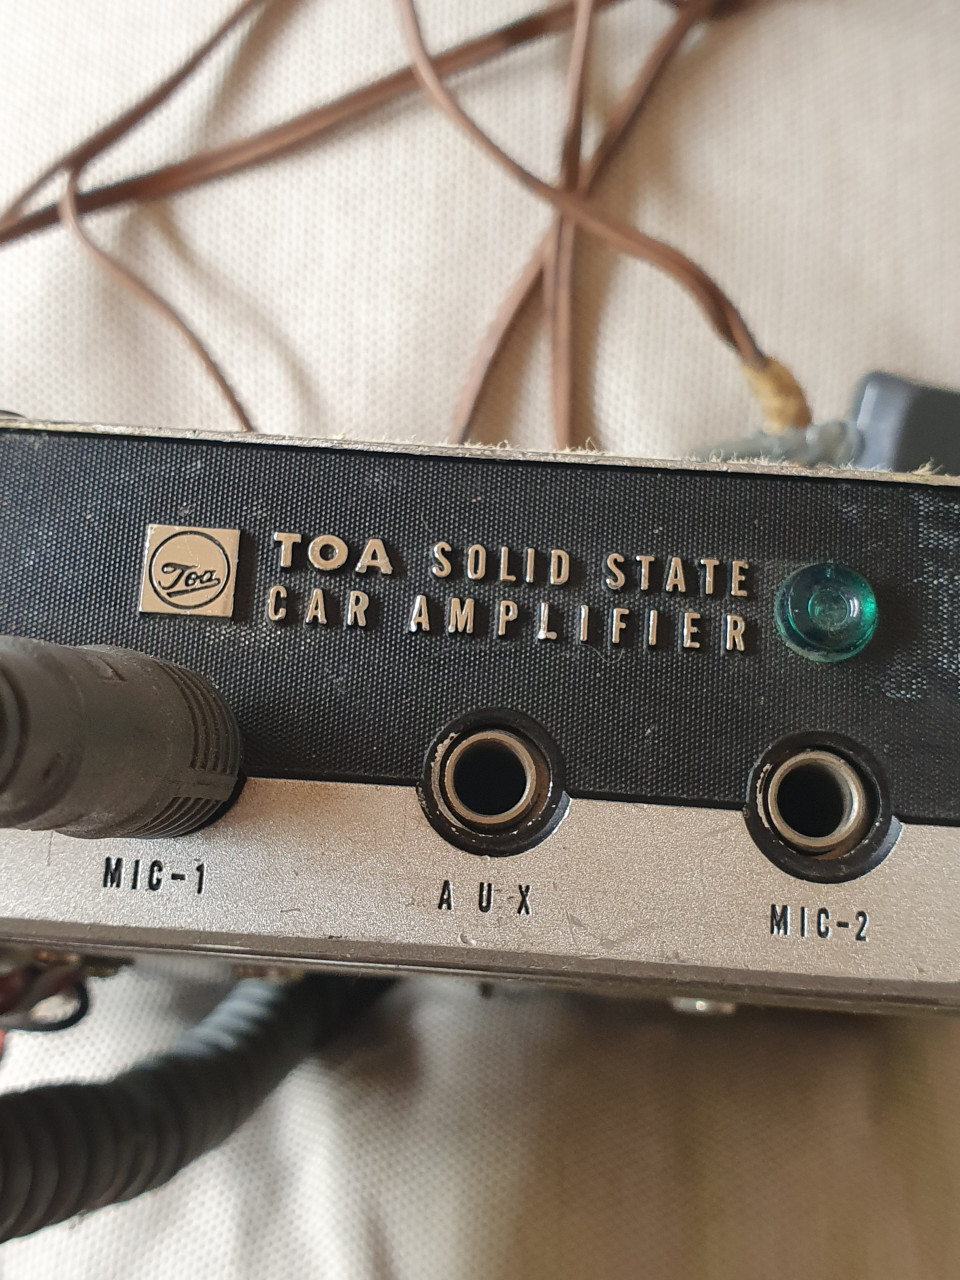 Toa
TOA SOLID STATE
CAR AMPLIFIER
MIC-1
AUX
MIC-2